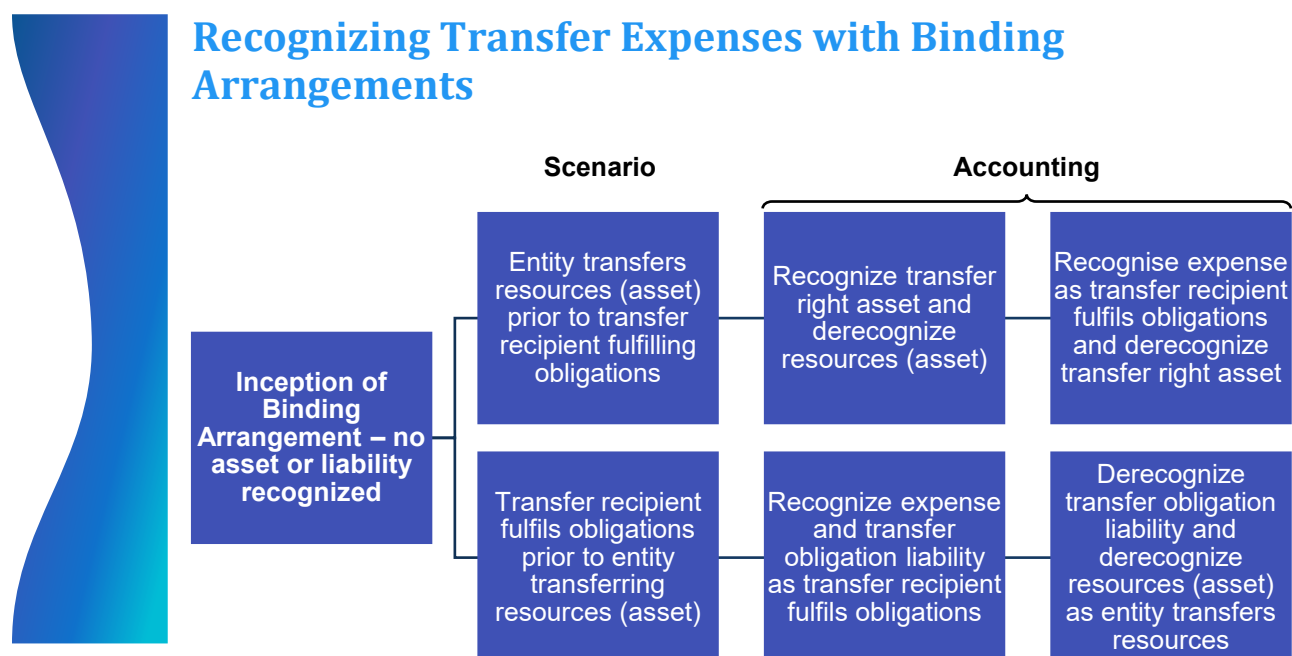 Recognizing Transfer Expenses with Binding
Arrangements
Scenario
Accounting
Inception of
Binding
Arrangement – no
asset or liability
recognized
Entity transfers
resources (asset)
prior to transfer
recipient fulfilling
obligations
Recognize transfer
right asset and
derecognize
resources (asset)
Recognise expense
as transfer recipient
fulfils obligations
and derecognize
transfer right asset
Transfer recipient
fulfils obligations
prior to entity
transferring
resources (asset)
Recognize expense
and transfer
obligation liability
as transfer recipient
fulfils obligations
Derecognize
transfer obligation
liability and
derecognize
resources (asset)
as entity transfers
resources